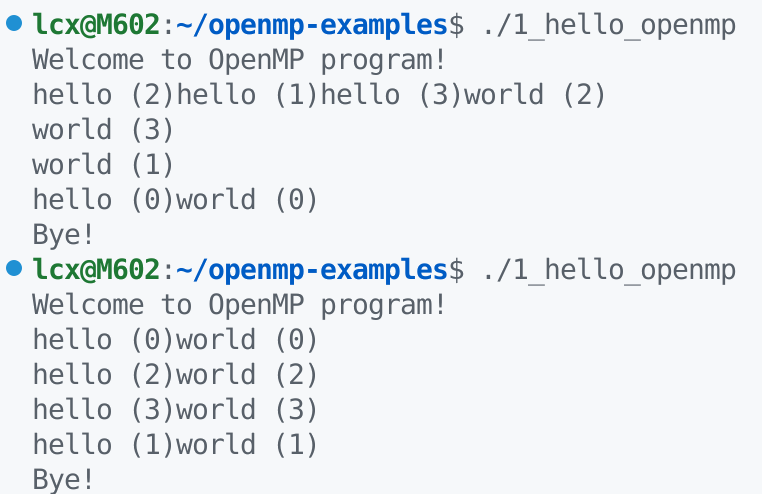 lcx@M602:~/openmp-examples$ ./1_hello_openmp
Welcome to OpenMP program!
hello (2)hello (1)hello (3)world (2)
world (3)
world (1)
hello (0)world (0)
Bye!
lcx@M602:~/openmp-examples$ ./1_hello_openmp
Welcome to OpenMP program!
hello (0)world (0)
hello (2)world (2)
hello (3)world (3)
hello (1)world (1)
Bye!